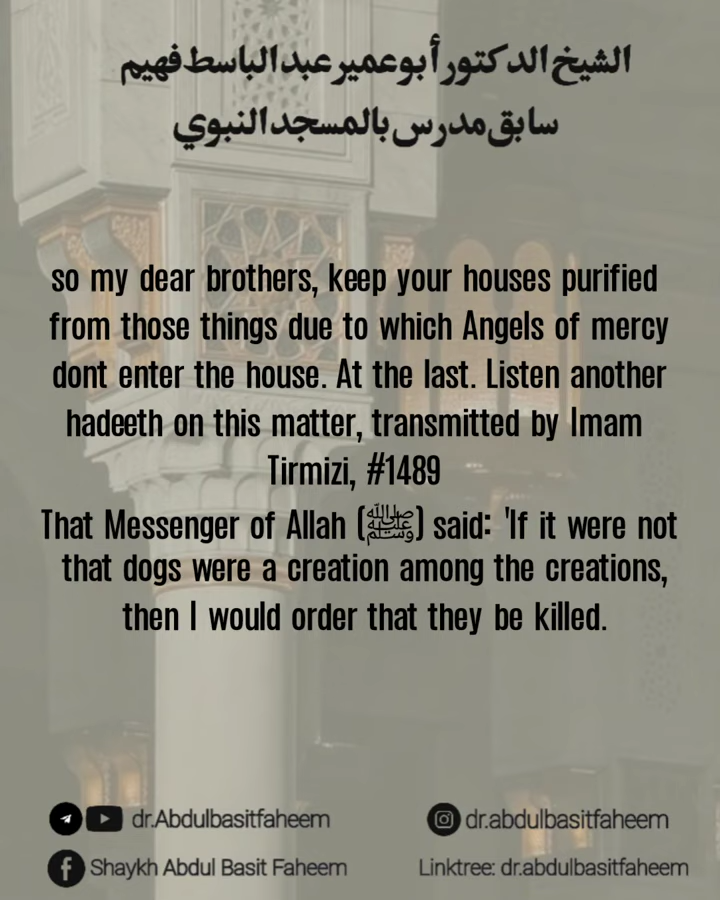 الشيخ الدكتور أبو عمير عبد الباسط فهيم
سابق مدرس بالمسجد النبوي
so my dear brothers, keep your houses purified
from those things due to which Angels of mercy
dont enter the house. At the last. Listen another
hadeeth on this matter, transmitted by Imam
Tirmizi, #1489
That Messenger of Allah (ﷺ) said: 'If it were not
that dogs were a creation among the creations,
then I would order that they be killed.
dr.Abdulbasitfaheem
dr.abdulbasitfaheem
Shaykh Abdul Basit Faheem
Linktree: dr.abdulbasitfaheem